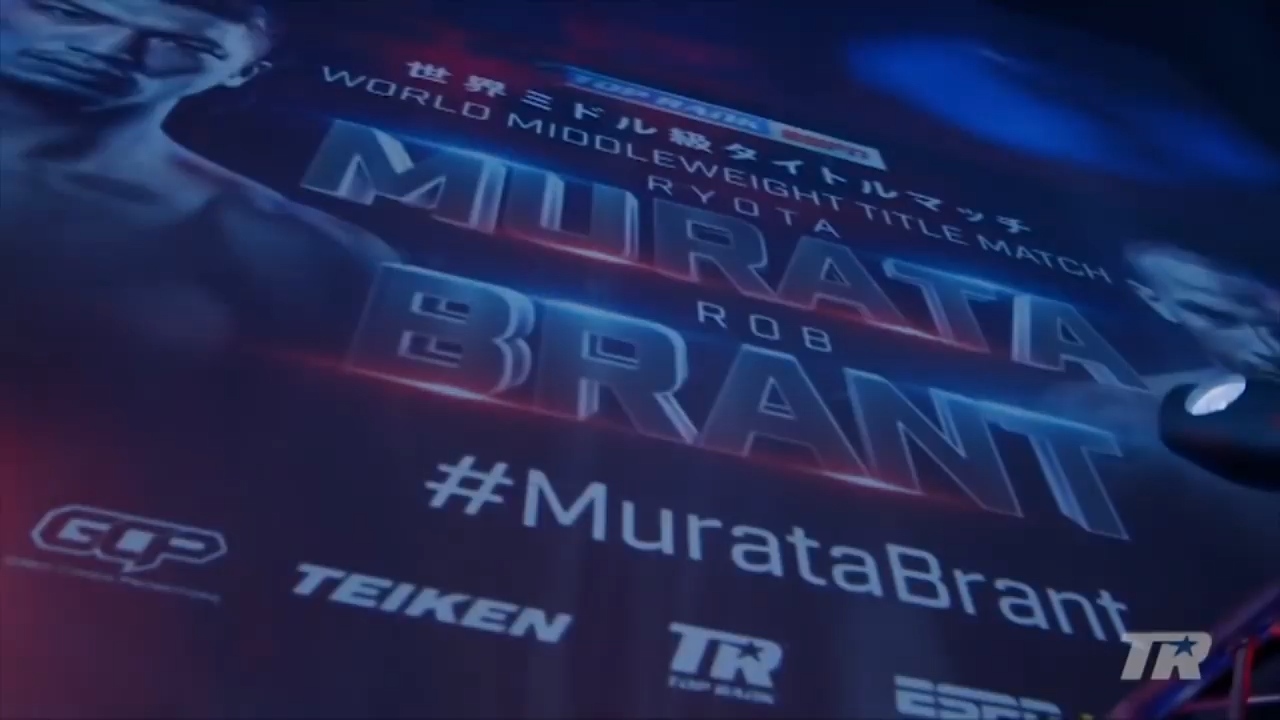 TOP RANK ESPN
世界ミドル級タイトルマッチ
WORLD MIDDLEWEIGHT TITLE MATCH
RYOTA
MURATA
ROB
BRANT
#MurataBrant
GCP
TEIKEN
TR
TOP RANK
ESPN
TR